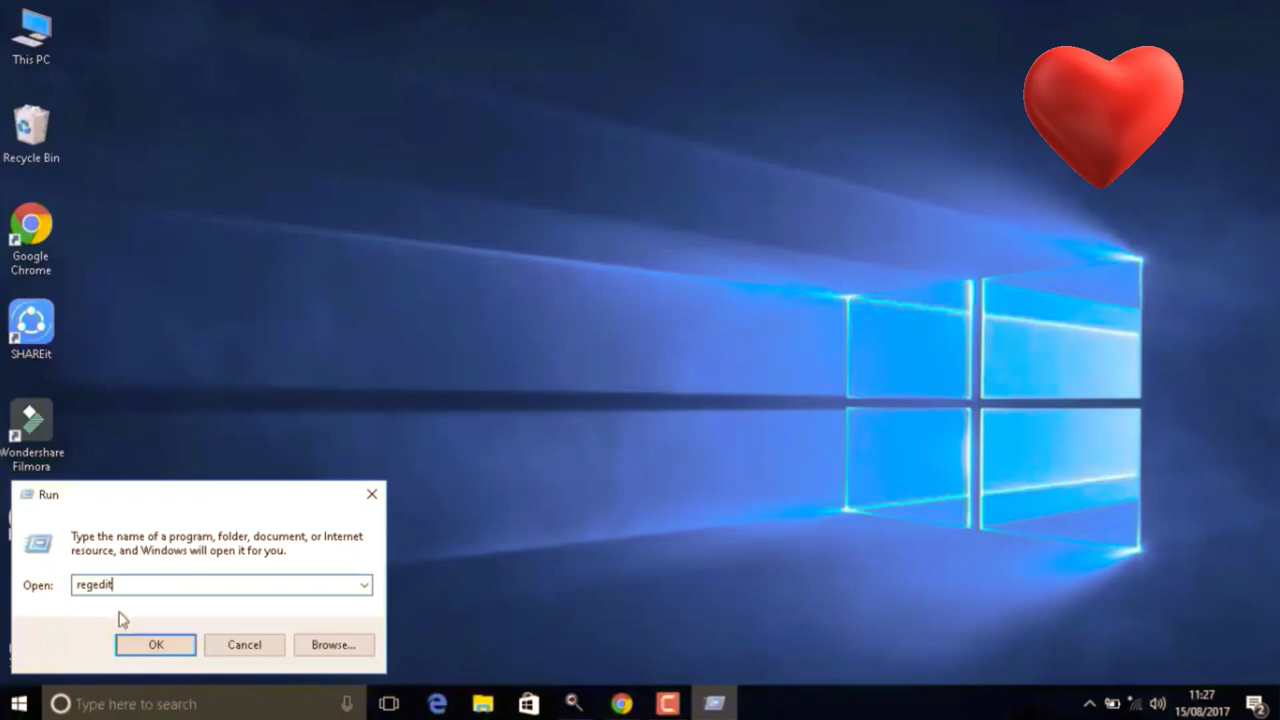 This PC
Recycle Bin
Google
Chrome
SHAREit
Wondershare
Filmora
Run
Type the name of a program, folder, document, or Internet
resource, and Windows will open it for you.
Open:
regedit
OK
Cancel
Browse...
Type here to search
11:27
15/08/2017
2